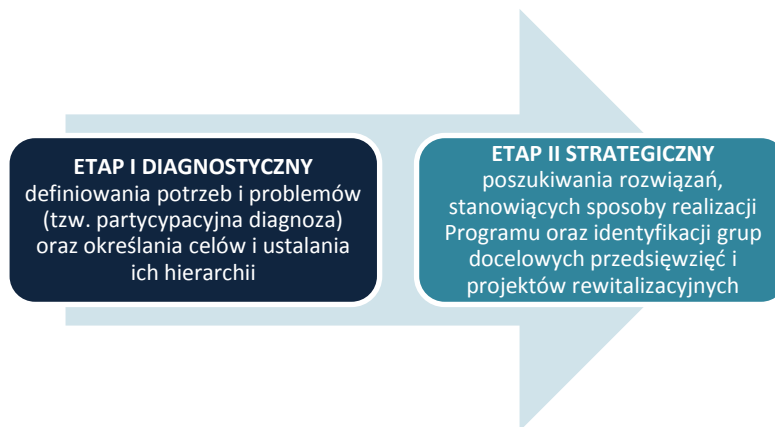 ETAP I DIAGNOSTYCZNY
definiowania potrzeb i problemów
(tzw. partycypacyjna diagnoza)
oraz określania celów i ustalania
ich hierarchii
ETAP II STRATEGICZNY
poszukiwania rozwiązań,
stanowiących sposoby realizacji
Programu oraz identyfikacji grup
docelowych przedsięwzięć i
projektów rewitalizacyjnych